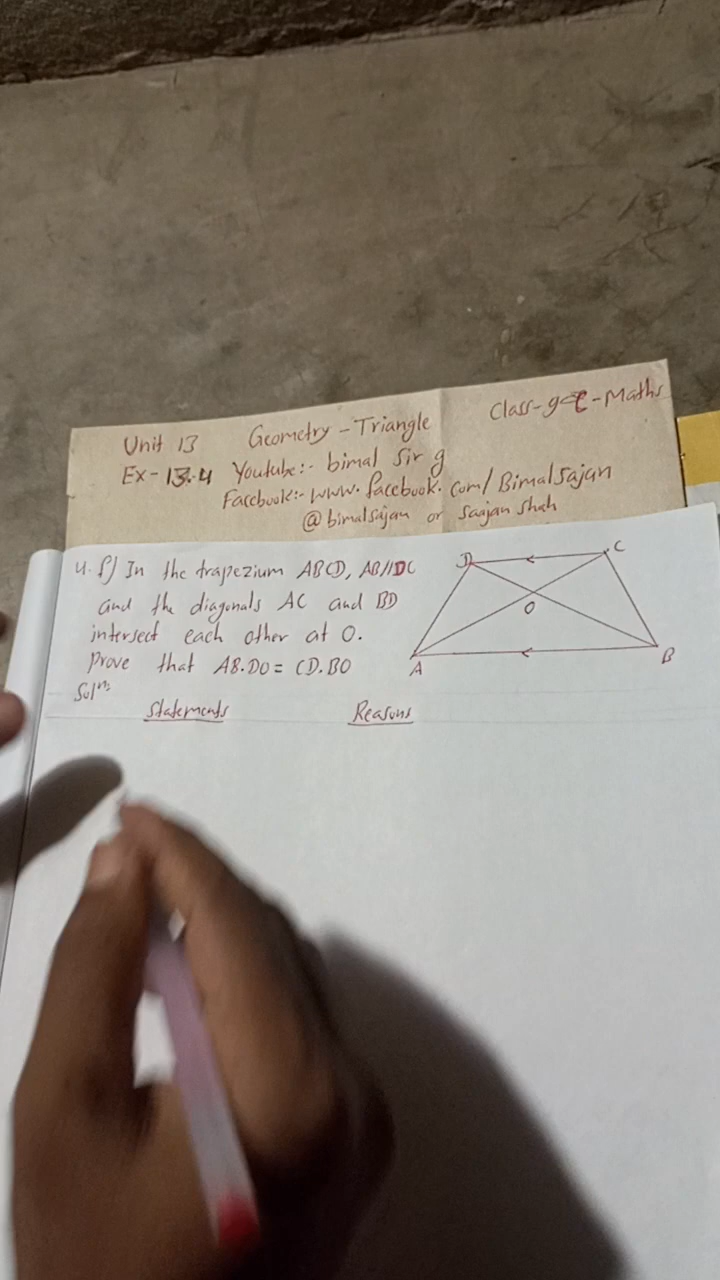 Unit 13 Geometry - Triangle Class-9 - Maths
Ex- 13.4 Youtube:- bimal Sir g
Facebook:- www.facebook.com/Bimalsajan
@bimalsajan or Sajan Shah
4. f) In the trapezium ABCD, AB//DC
and the diagonals AC and BD
intersect each other at O.
Prove that AB.DO = CD.BO
Solⁿ:
Statements Reasons
D
C
O
A
B